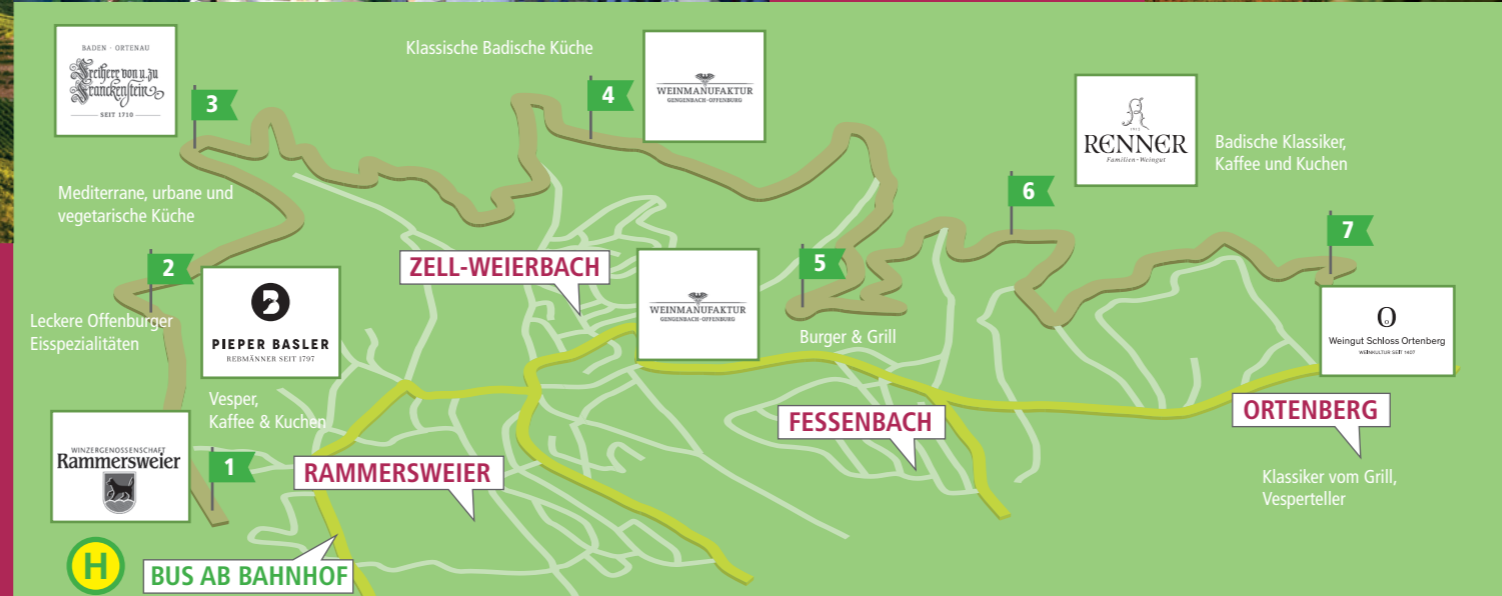 BADEN · ORTENAU
Freiherr von u. zu
Franckenstein
SEIT 1710
3
Klassische Badische Küche
4
WEINMANUFAKTUR
GENGENBACH-OFFENBURG
RENNER
Familien-Weingut
Badische Klassiker,
Kaffee und Kuchen
6
7
Mediterrane, urbane und
vegetarische Küche
2
ZELL-WEIERBACH
5
WEINMANUFAKTUR
GENGENBACH-OFFENBURG
Leckere Offenburger
Eisspezialitäten
B
PIEPER BASLER
REBMÄNNER SEIT 1797
Burger & Grill
O
Weingut Schloss Ortenberg
WEINKULTUR SEIT 1407
Vesper,
Kaffee & Kuchen
FESSENBACH
ORTENBERG
WINZERGENOSSENSCHAFT
Rammersweier
1
RAMMERSWEIER
Klassiker vom Grill,
Vesperteller
H
BUS AB BAHNHOF